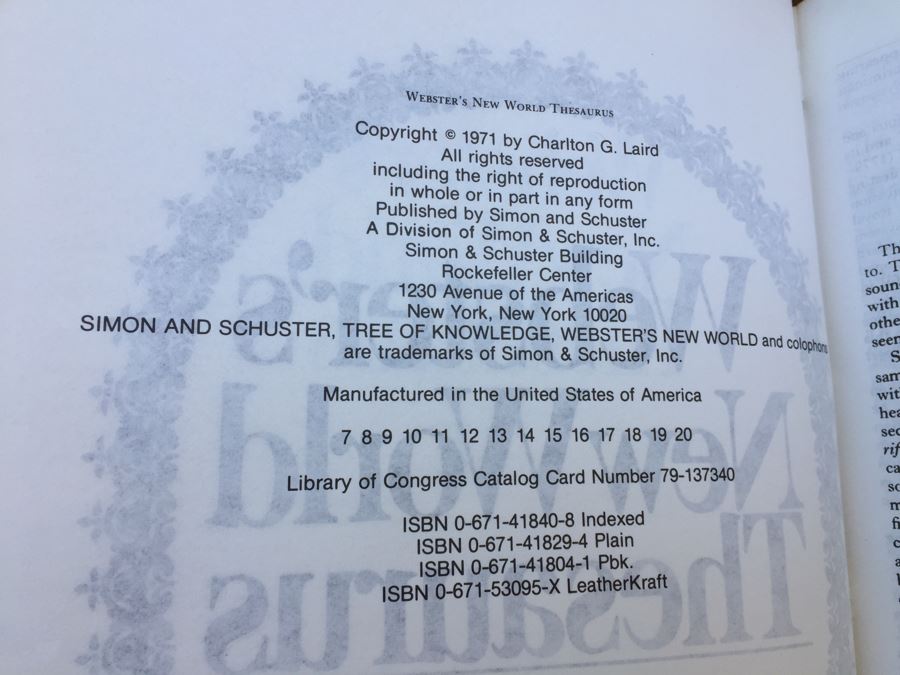 WEBSTER'S NEW WORLD THESAURUS
Copyright © 1971 by Charlton G. Laird
All rights reserved
including the right of reproduction
in whole or in part in any form
Published by Simon and Schuster
A Division of Simon & Schuster, Inc.
Simon & Schuster Building
Rockefeller Center
1230 Avenue of the Americas
New York, New York 10020
SIMON AND SCHUSTER, TREE OF KNOWLEDGE, WEBSTER'S NEW WORLD and colophons
are trademarks of Simon & Schuster, Inc.
Manufactured in the United States of America
7 8 9 10 11 12 13 14 15 16 17 18 19 20
Library of Congress Catalog Card Number 79-137340
ISBN 0-671-41840-8 Indexed
ISBN 0-671-41829-4 Plain
ISBN 0-671-41804-1 Pbk.
ISBN 0-671-53095-X LeatherKraft
Webster's
New World
Thesaurus
to. T
with